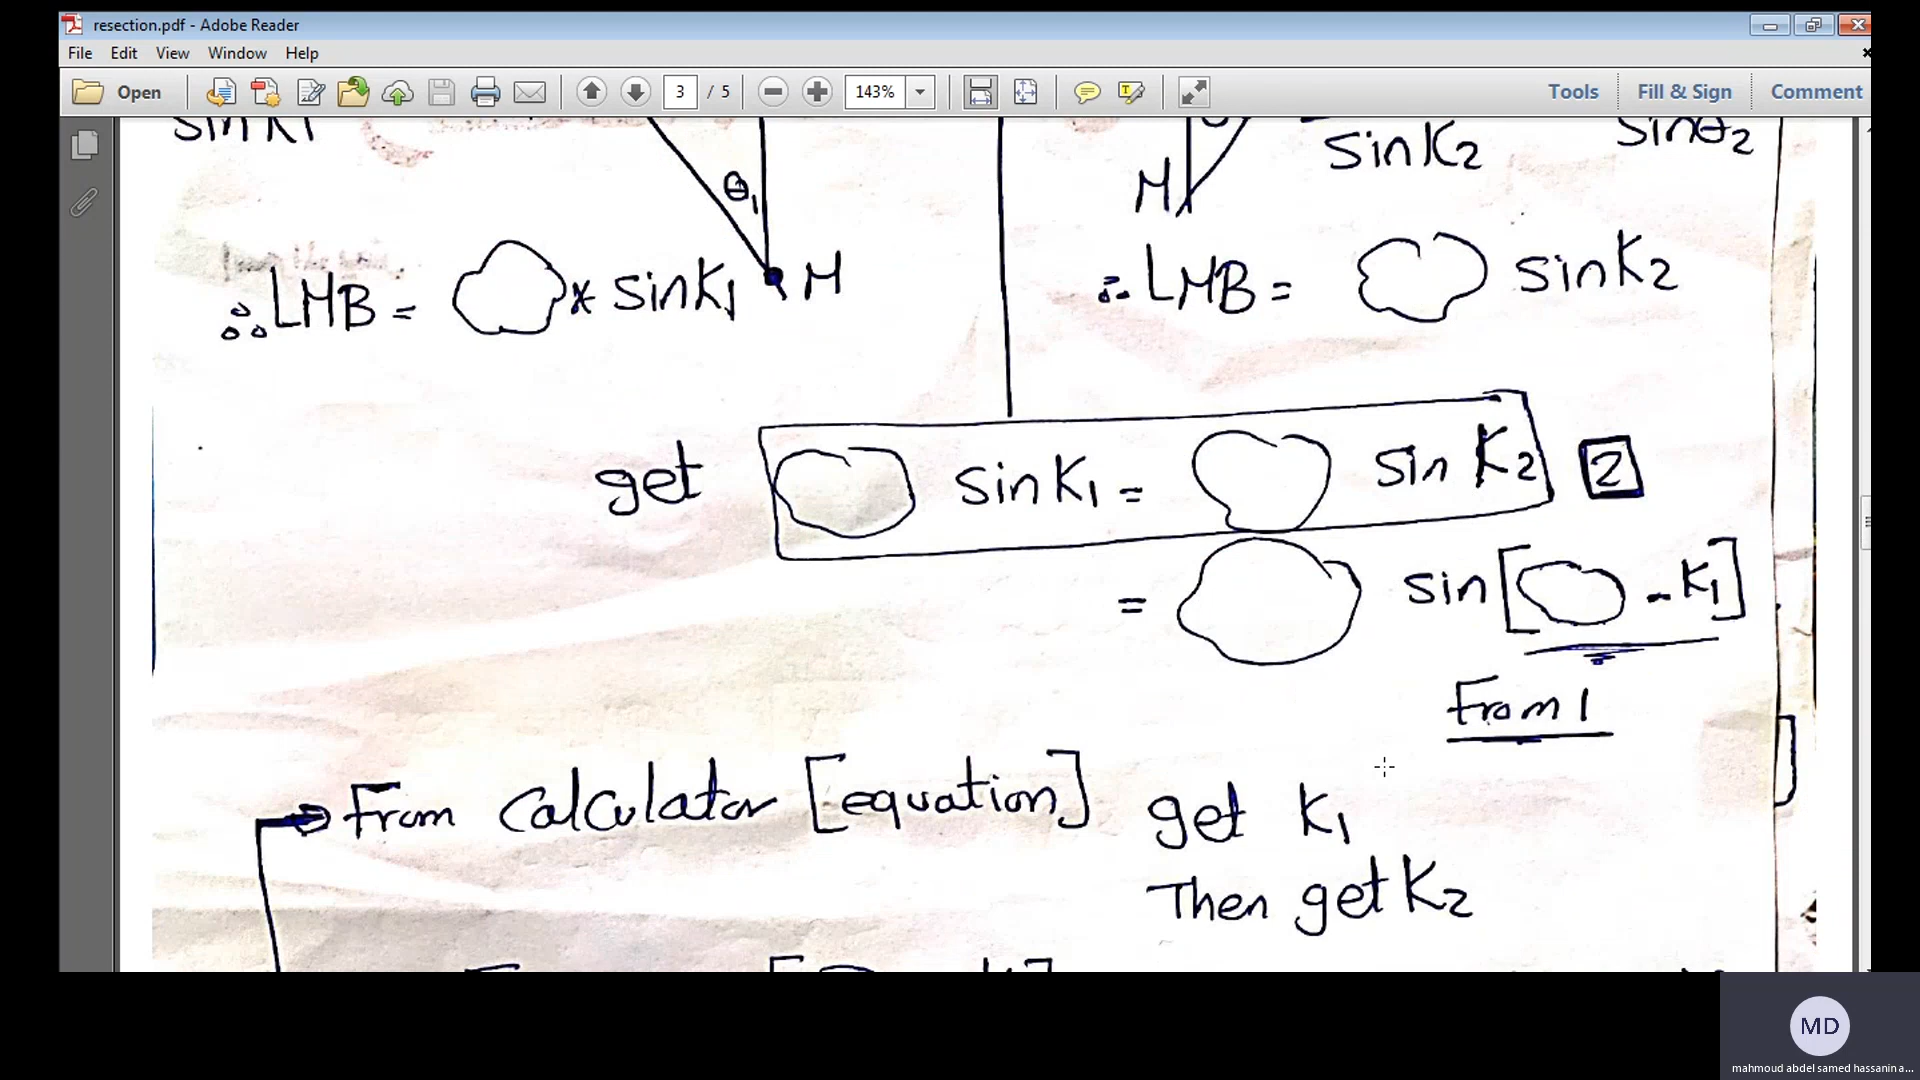 resection.pdf - Adobe Reader
File Edit View Window Help
Open 3 / 5 143% Tools Fill & Sign Comment
sin K1
θ1
M
sin K2
sin θ2
M
∴ LMB = * sin K1
∴ LMB = sin K2
get sin K1 = sin K2 2
= sin [ - K1]
From 1
From calculator [equation] get K1
Then get K2
MD
mahmoud abdel samed hassanin a...